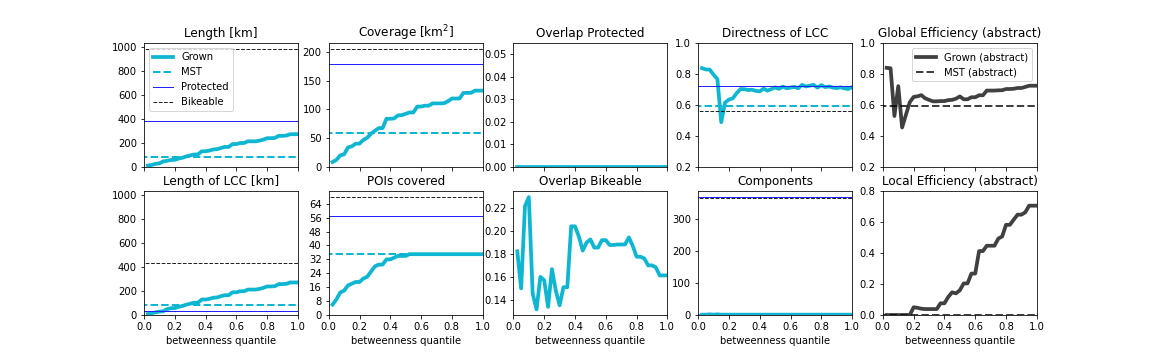 Length [km]
Coverage [km²]
Overlap Protected
Directness of LCC
Global Efficiency (abstract)
1000
800
600
400
200
0
Grown
MST
Protected
Bikeable
200
150
100
50
0
0.05
0.04
0.03
0.02
0.01
0.00
1.0
0.8
0.6
0.4
0.2
1.0
0.8
0.6
0.4
0.2
Grown (abstract)
MST (abstract)
Length of LCC [km]
POIs covered
Overlap Bikeable
Components
Local Efficiency (abstract)
1000
800
600
400
200
0
64
56
48
40
32
24
16
8
0
0.22
0.20
0.18
0.16
0.14
300
200
100
0
0.8
0.6
0.4
0.2
0.0
0.0 0.2 0.4 0.6 0.8 1.0
0.0 0.2 0.4 0.6 0.8 1.0
0.0 0.2 0.4 0.6 0.8 1.0
0.0 0.2 0.4 0.6 0.8 1.0
0.0 0.2 0.4 0.6 0.8 1.0
betweenness quantile
betweenness quantile
betweenness quantile
betweenness quantile
betweenness quantile